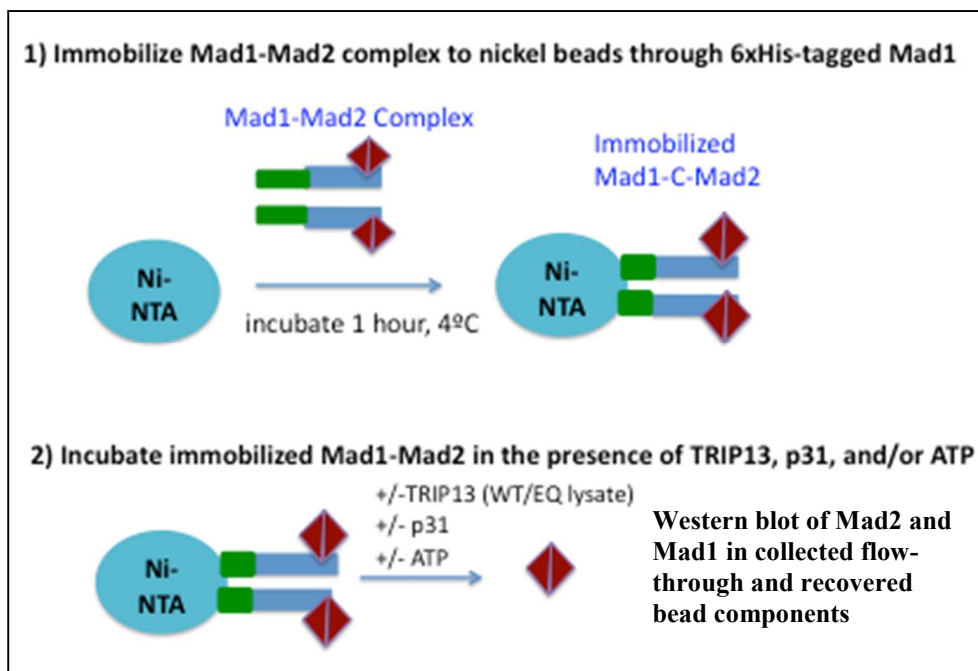 1) Immobilize Mad1-Mad2 complex to nickel beads through 6xHis-tagged Mad1
Mad1-Mad2 Complex
Immobilized
Mad1-C-Mad2
Ni-
NTA
incubate 1 hour, 4ºC
Ni-
NTA
2) Incubate immobilized Mad1-Mad2 in the presence of TRIP13, p31, and/or ATP
+/-TRIP13 (WT/EQ lysate)
+/- p31
+/- ATP
Ni-
NTA
Western blot of Mad2 and
Mad1 in collected flow-
through and recovered
bead components